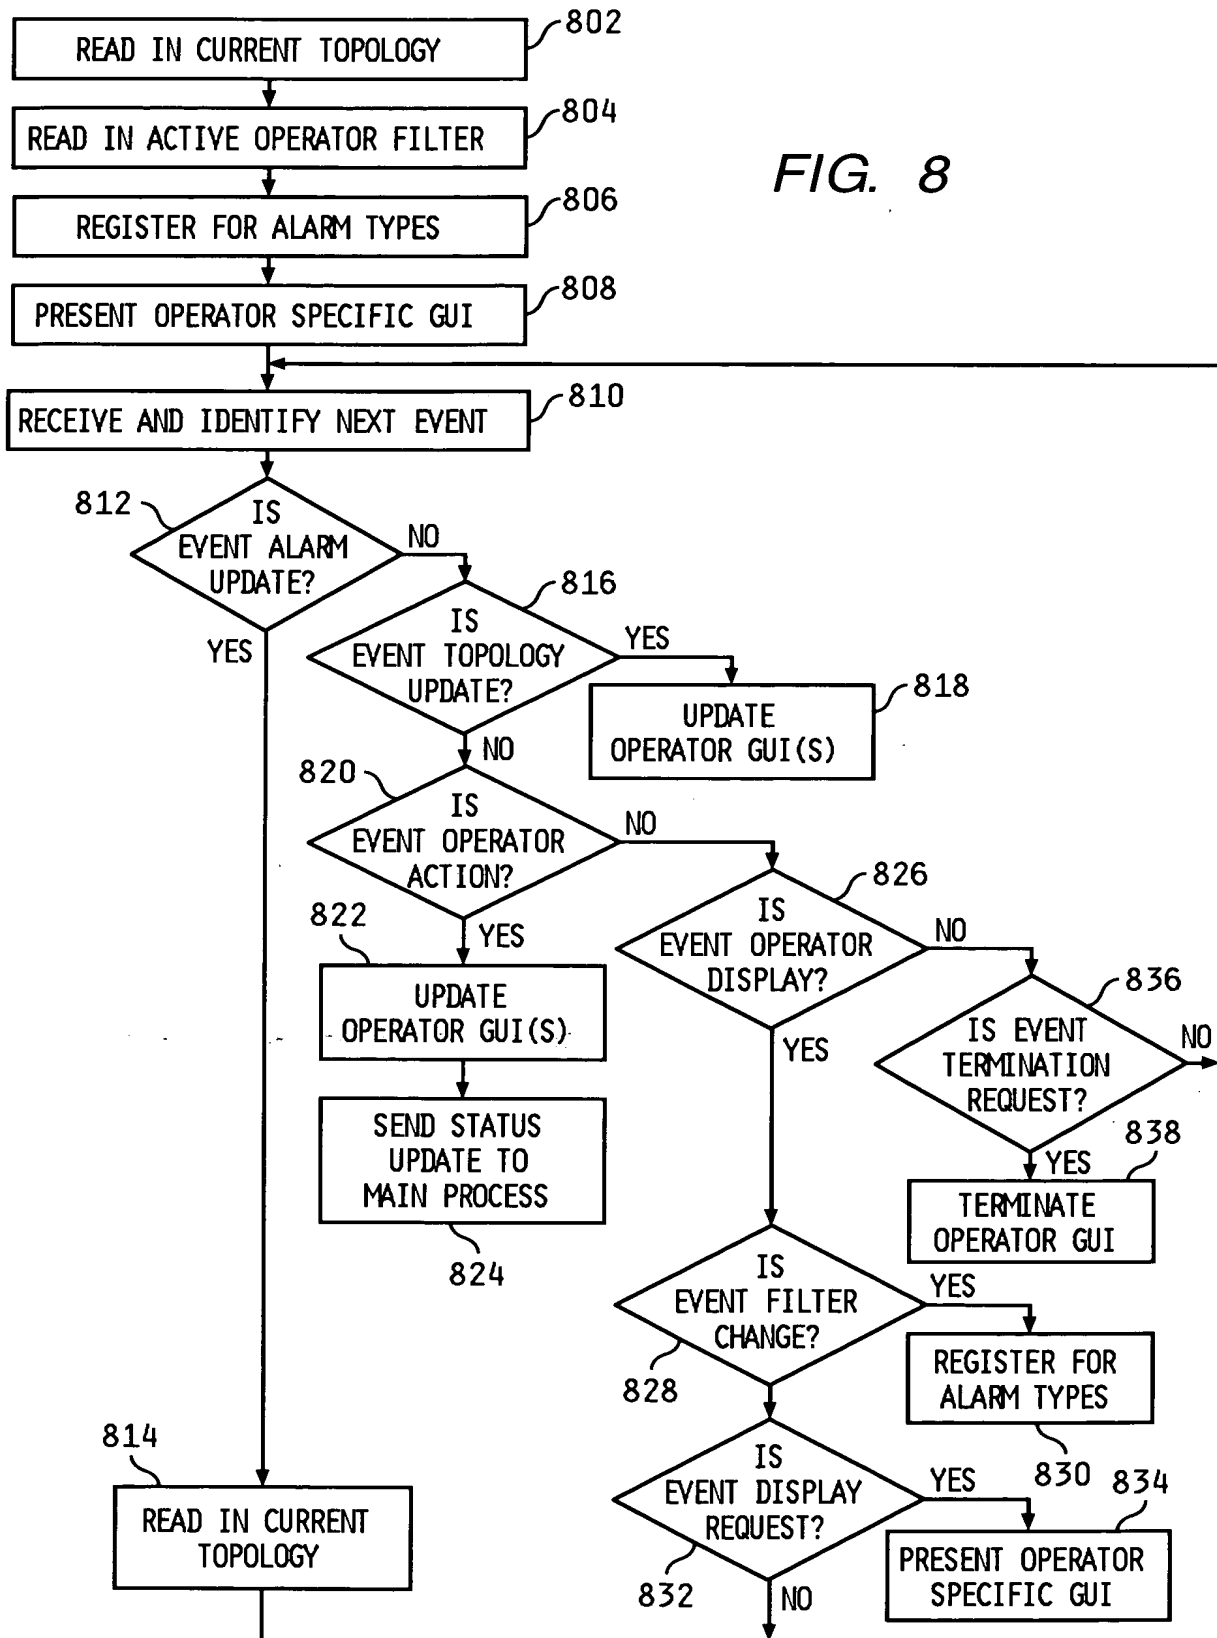 802
READ IN CURRENT TOPOLOGY
804
READ IN ACTIVE OPERATOR FILTER
FIG. 8
806
REGISTER FOR ALARM TYPES
808
PRESENT OPERATOR SPECIFIC GUI
810
RECEIVE AND IDENTIFY NEXT EVENT
812
IS
EVENT ALARM
UPDATE?
NO
YES
816
IS
EVENT TOPOLOGY
UPDATE?
YES
NO
818
UPDATE
OPERATOR GUI(S)
820
IS
EVENT OPERATOR
ACTION?
NO
YES
822
UPDATE
OPERATOR GUI(S)
SEND STATUS
UPDATE TO
MAIN PROCESS
824
826
IS
EVENT OPERATOR
DISPLAY?
NO
YES
836
IS EVENT
TERMINATION
REQUEST?
NO
YES
838
TERMINATE
OPERATOR GUI
IS
EVENT FILTER
CHANGE?
YES
828
REGISTER FOR
ALARM TYPES
830
814
READ IN CURRENT
TOPOLOGY
IS
EVENT DISPLAY
REQUEST?
YES
832
NO
834
PRESENT OPERATOR
SPECIFIC GUI